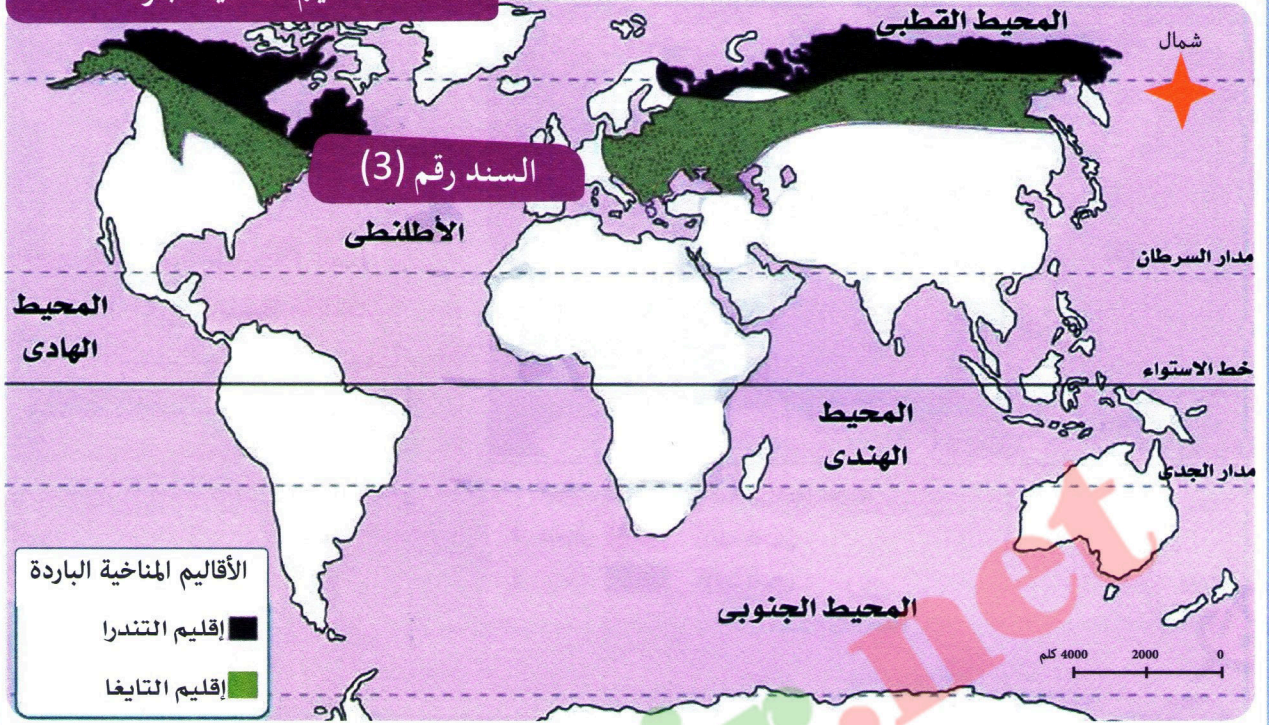 المحيط القطبى
شمال
السند رقم (3)
الأطلنطى
مدار السرطان
المحيط
الهادى
خط الاستواء
المحيط
الهندى
مدار الجدى
المحيط الجنوبى
الأقاليم المناخية الباردة
إقليم التندرا
إقليم التايغا
0 2000 4000 كلم
.net